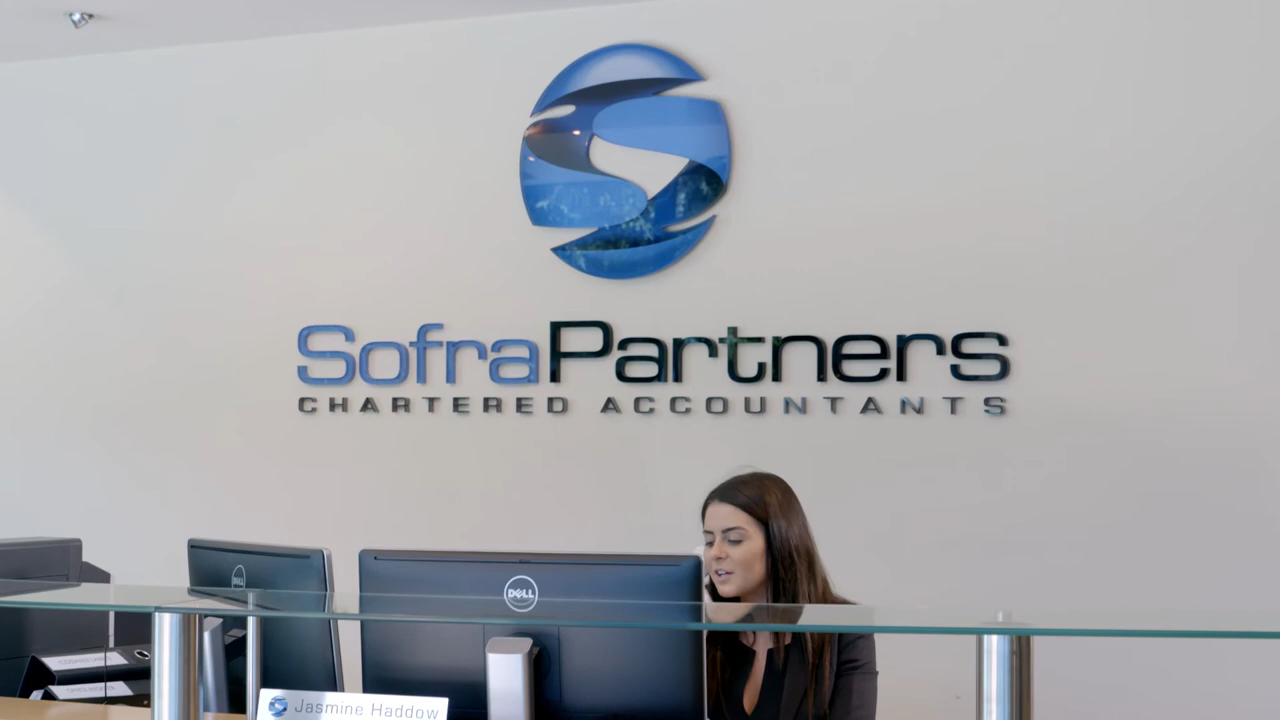 SofraPartners
CHARTERED ACCOUNTANTS
DELL
DELL
Jasmine Haddow